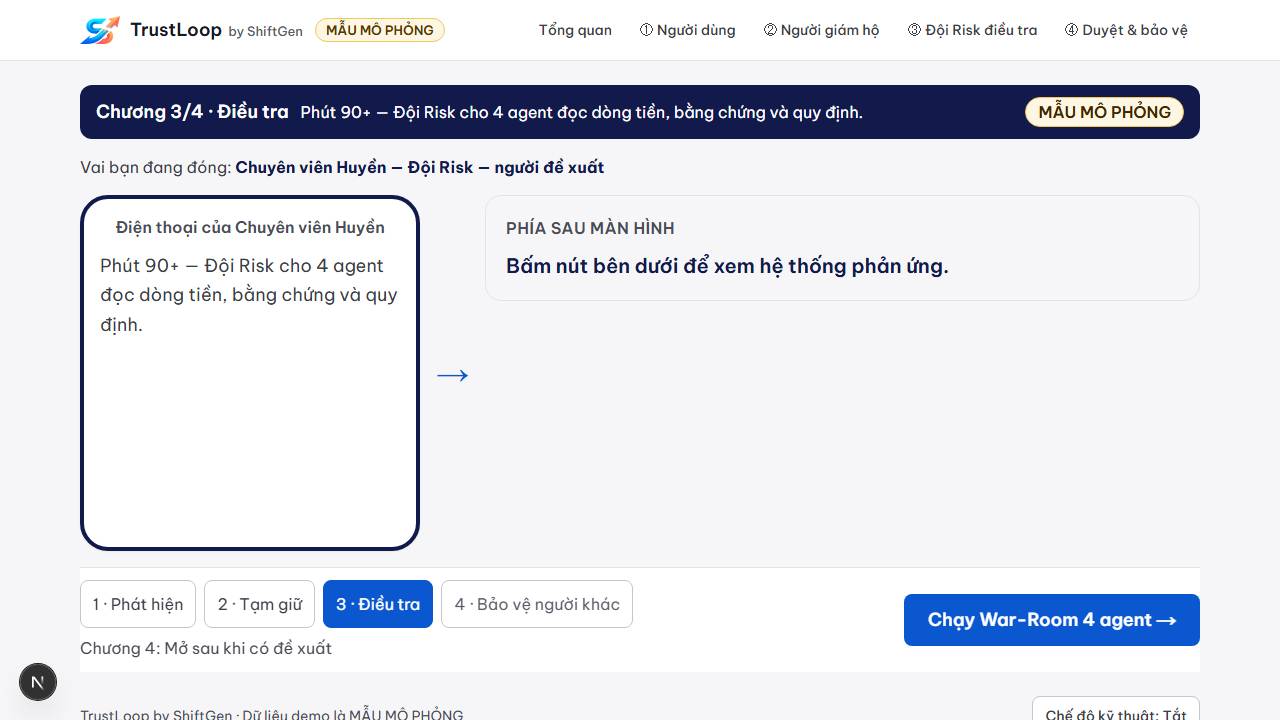 TrustLoop by ShiftGen MẪU MÔ PHỎNG Tổng quan ① Người dùng ② Người giám hộ ③ Đội Risk điều tra ④ Duyệt & bảo vệ
Chương 3/4 · Điều tra Phút 90+ — Đội Risk cho 4 agent đọc dòng tiền, bằng chứng và quy định. MẪU MÔ PHỎNG
Vai bạn đang đóng: Chuyên viên Huyền — Đội Risk — người đề xuất
Điện thoại của Chuyên viên Huyền
Phút 90+ — Đội Risk cho 4 agent
đọc dòng tiền, bằng chứng và quy
định.
→
PHÍA SAU MÀN HÌNH
Bấm nút bên dưới để xem hệ thống phản ứng.
1 · Phát hiện 2 · Tạm giữ 3 · Điều tra 4 · Bảo vệ người khác
Chương 4: Mở sau khi có đề xuất
Chạy War-Room 4 agent →
N
TrustLoop by ShiftGen · Dữ liệu demo là MẪU MÔ PHỎNG
Chế độ kỹ thuật: Tắt